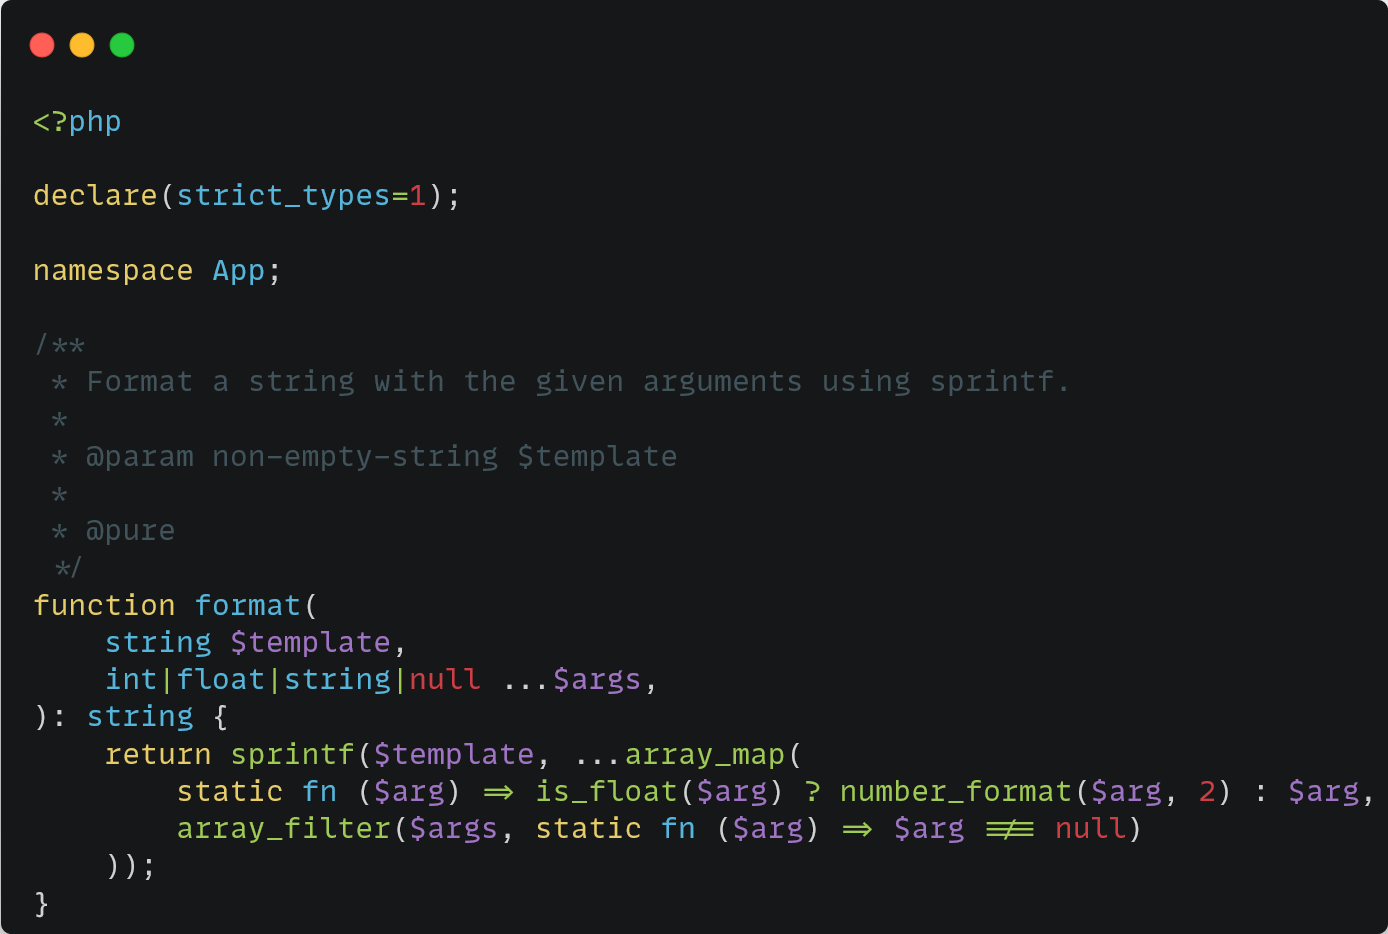 <?php

declare(strict_types=1);

namespace App;

/**
 * Format a string with the given arguments using sprintf.
 *
 * @param non-empty-string $template
 *
 * @pure
 */
function format(
    string $template,
    int|float|string|null ...$args,
): string {
    return sprintf($template, ...array_map(
        static fn ($arg) => is_float($arg) ? number_format($arg, 2) : $arg,
        array_filter($args, static fn ($arg) => $arg !== null)
    ));
}